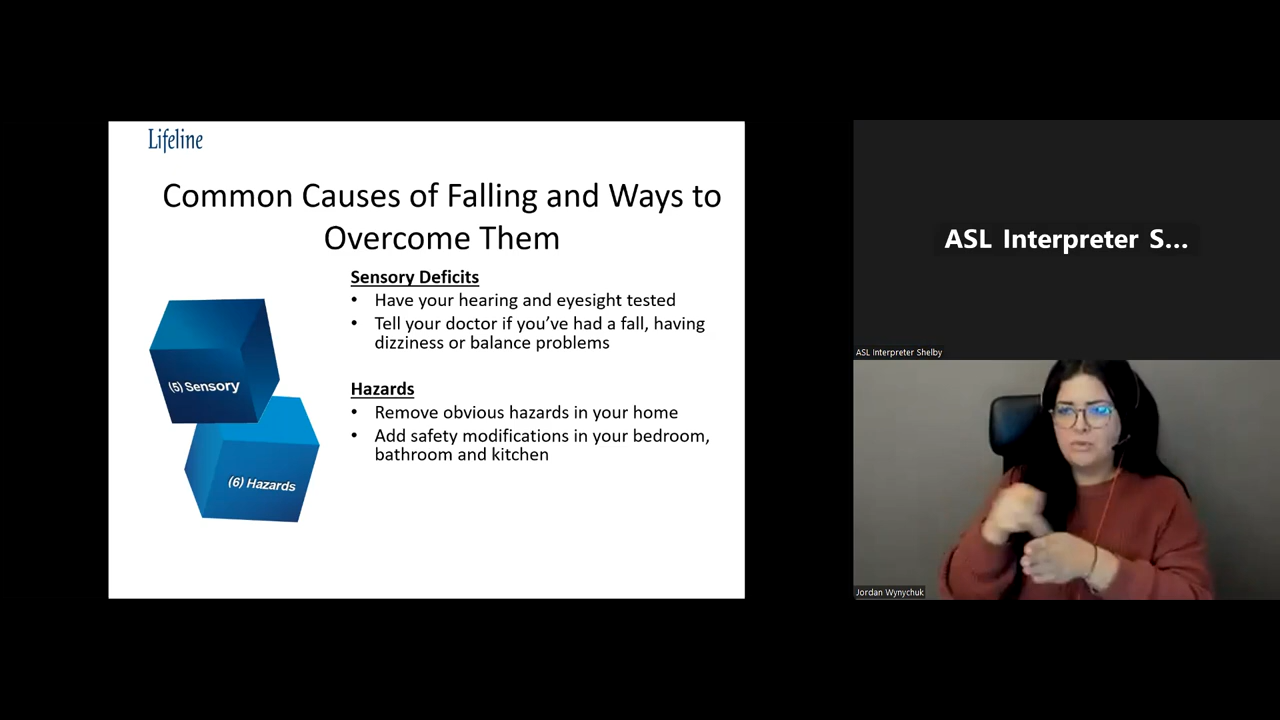 Lifeline
Common Causes of Falling and Ways to
Overcome Them
Sensory Deficits
• Have your hearing and eyesight tested
• Tell your doctor if you’ve had a fall, having
dizziness or balance problems
(5) Sensory
Hazards
• Remove obvious hazards in your home
• Add safety modifications in your bedroom,
bathroom and kitchen
(6) Hazards
ASL Interpreter S...
ASL Interpreter Shelby
Jordan Wynychuk